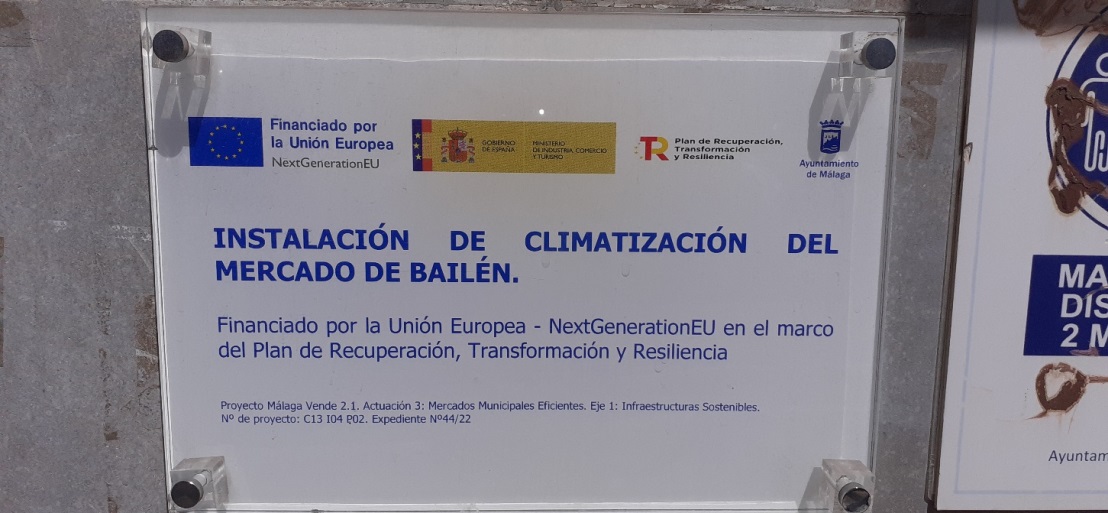 Financiado por
la Unión Europea
NextGenerationEU
GOBIERNO
DE ESPAÑA
MINISTERIO
DE INDUSTRIA, COMERCIO
Y TURISMO
TR
Plan de Recuperación,
Transformación
y Resiliencia
Ayuntamiento
de Málaga
INSTALACIÓN DE CLIMATIZACIÓN DEL
MERCADO DE BAILÉN.
Financiado por la Unión Europea - NextGenerationEU en el marco
del Plan de Recuperación, Transformación y Resiliencia
Proyecto Málaga Vende 2.1. Actuación 3: Mercados Municipales Eficientes. Eje 1: Infraestructuras Sostenibles.
Nº de proyecto: C13 I04 P02. Expediente Nº44/22
MA
DIS
2 M
Ayuntam